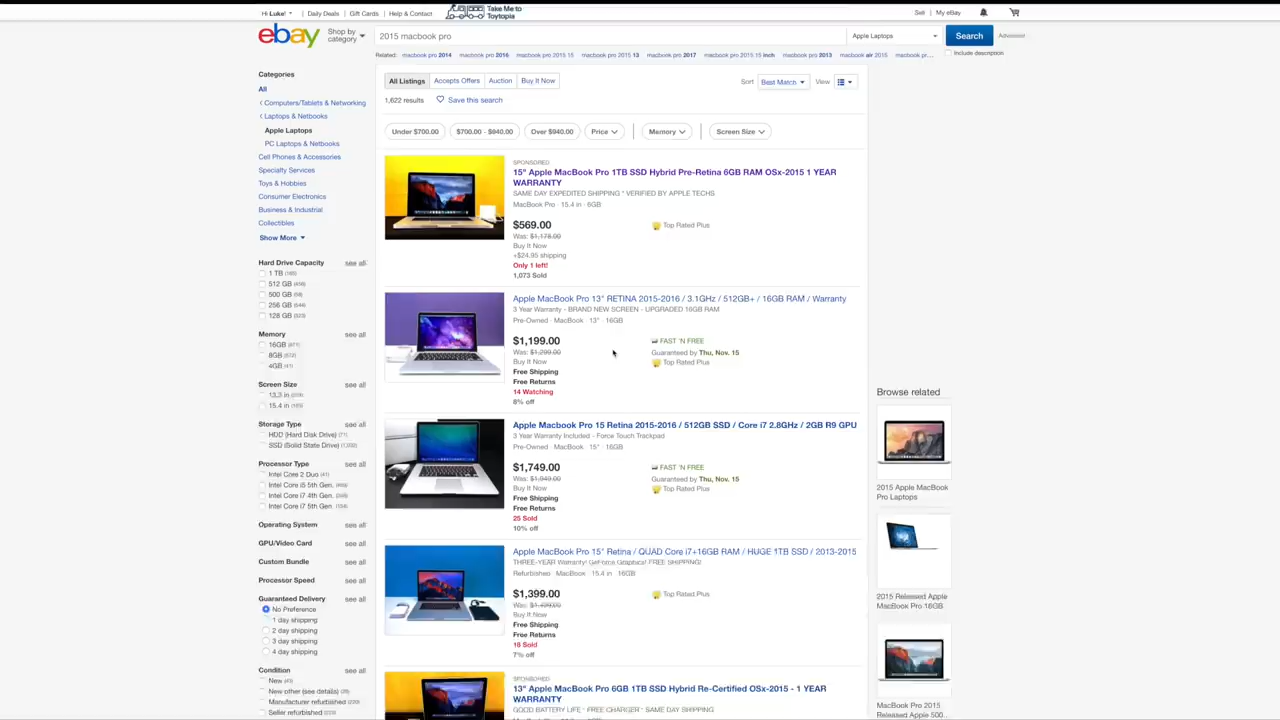 Hi Luke!
Daily Deals
Gift Cards
Help & Contact
Take Me to
Toytopia
Sell
My eBay
ebay
Shop by
category
2015 macbook pro
Apple Laptops
Search
Advanced
Include description
Related:
macbook pro 2014
macbook pro 2016
macbook pro 2015 15
macbook pro 2015 13
macbook pro 2017
macbook pro 2015 15 inch
macbook pro 2013
macbook air 2015
macbook pr...
Categories
All
Computers/Tablets & Networking
Laptops & Netbooks
Apple Laptops
PC Laptops & Netbooks
Cell Phones & Accessories
Specialty Services
Toys & Hobbies
Consumer Electronics
Business & Industrial
Collectibles
Show More
Hard Drive Capacity see all
1 TB
512 GB
500 GB
256 GB
128 GB
Memory see all
16GB
8GB
4GB
Screen Size see all
13.3 in
15.4 in
Storage Type see all
HDD (Hard Disk Drive)
SSD (Solid State Drive)
Processor Type see all
Intel Core 2 Duo
Intel Core i5 5th Gen.
Intel Core i7 4th Gen.
Intel Core i7 5th Gen.
Operating System see all
GPU/Video Card see all
Custom Bundle see all
Processor Speed see all
Guaranteed Delivery see all
No Preference
1 day shipping
2 day shipping
3 day shipping
4 day shipping
Condition see all
New
New other (see details)
Manufacturer refurbished
Seller refurbished
All Listings
Accepts Offers
Auction
Buy It Now
Sort
Best Match
View
1,622 results
Save this search
Under $700.00
$700.00 - $940.00
Over $940.00
Price
Memory
Screen Size
SPONSORED
15" Apple MacBook Pro 1TB SSD Hybrid Pre-Retina 6GB RAM OSx-2015 1 YEAR
WARRANTY
SAME DAY EXPEDITED SHIPPING * VERIFIED BY APPLE TECHS
MacBook Pro · 15.4 in · 6GB
$569.00
Top Rated Plus
Was: $1,178.00
Buy It Now
+$24.95 shipping
Only 1 left!
1,073 Sold
Apple MacBook Pro 13" RETINA 2015-2016 / 3.1GHz / 512GB+ / 16GB RAM / Warranty
3 Year Warranty - BRAND NEW SCREEN - UPGRADED 16GB RAM
Pre-Owned · MacBook · 13" · 16GB
$1,199.00
FAST 'N FREE
Was: $1,299.00
Guaranteed by Thu, Nov. 15
Buy It Now
Top Rated Plus
Free Shipping
Free Returns
14 Watching
8% off
Apple Macbook Pro 15 Retina 2015-2016 / 512GB SSD / Core i7 2.8GHz / 2GB R9 GPU
3 Year Warranty Included - Force Touch Trackpad
Pre-Owned · MacBook · 15" · 16GB
$1,749.00
FAST 'N FREE
Was: $1,949.00
Guaranteed by Thu, Nov. 15
Buy It Now
Top Rated Plus
Free Shipping
Free Returns
25 Sold
10% off
Apple MacBook Pro 15" Retina / QUAD Core i7+16GB RAM / HUGE 1TB SSD / 2013-2015
THREE-YEAR Warranty! GeForce Graphics! FREE SHIPPING!
Refurbished · MacBook · 15.4 in · 16GB
$1,399.00
Top Rated Plus
Was: $1,499.00
Buy It Now
Free Shipping
Free Returns
18 Sold
7% off
SPONSORED
13" Apple MacBook Pro 6GB 1TB SSD Hybrid Re-Certified OSx-2015 - 1 YEAR
WARRANTY
GOOD BATTERY LIFE * FREE CHARGER * SAME DAY SHIPPING
Browse related
2015 Apple MacBook
Pro Laptops
2015 Released Apple
MacBook Pro 16GB
MacBook Pro 2015
Released Apple 500...